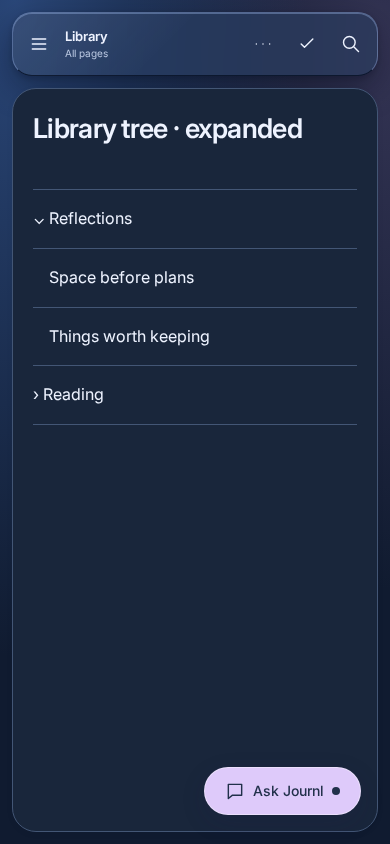 Library
All pages
Library tree · expanded
Reflections
Space before plans
Things worth keeping
› Reading
Ask Journl